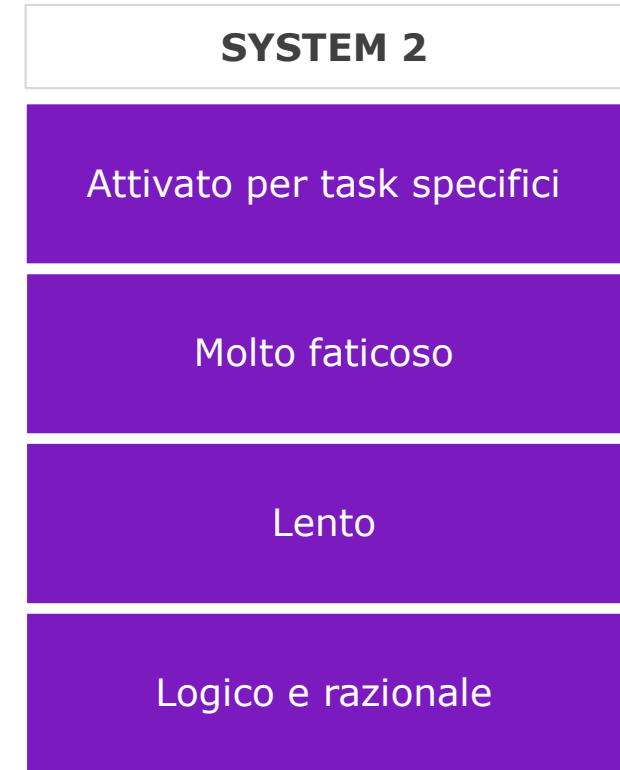 SYSTEM 2
Attivato per task specifici
Molto faticoso
Lento
Logico e razionale